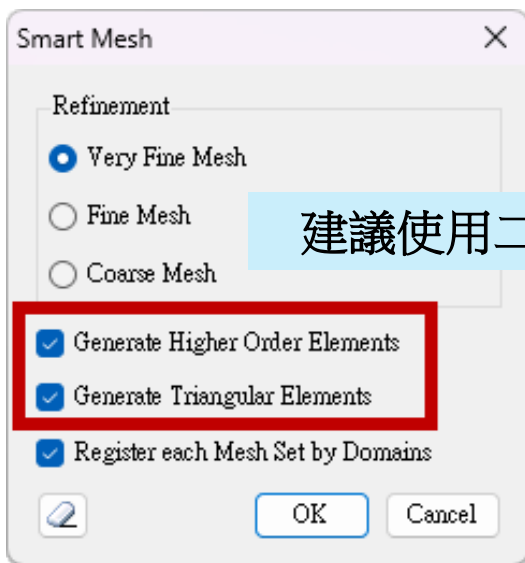 Smart Mesh
Refinement
Very Fine Mesh
Fine Mesh
建議使用二
Coarse Mesh
Generate Higher Order Elements
Generate Triangular Elements
Register each Mesh Set by Domains
OK Cancel